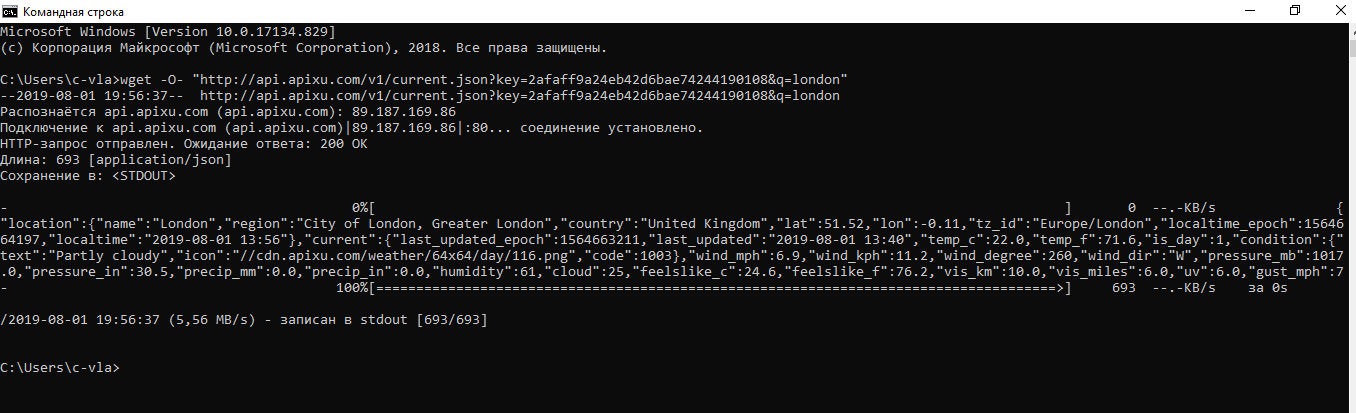 Командная строка
Microsoft Windows [Version 10.0.17134.829]
(c) Корпорация Майкрософт (Microsoft Corporation), 2018. Все права защищены.
C:\Users\c-vla>wget -O- "http://api.apixu.com/v1/current.json?key=2afaff9a24eb42d6bae74244190108&q=london"
--2019-08-01 19:56:37--  http://api.apixu.com/v1/current.json?key=2afaff9a24eb42d6bae74244190108&q=london
Распознаётся api.apixu.com (api.apixu.com): 89.187.169.86
Подключение к api.apixu.com (api.apixu.com)|89.187.169.86|:80... соединение установлено.
HTTP-запрос отправлен. Ожидание ответа: 200 OK
Длина: 693 [application/json]
Сохранение в: <STDOUT>
- 0%[ ] 0 --.-KB/s {
"location":{"name":"London","region":"City of London, Greater London","country":"United Kingdom","lat":51.52,"lon":-0.11,"tz_id":"Europe/London","localtime_epoch":15646
64197,"localtime":"2019-08-01 13:56"},"current":{"last_updated_epoch":1564663211,"last_updated":"2019-08-01 13:40","temp_c":22.0,"temp_f":71.6,"is_day":1,"condition":{"
text":"Partly cloudy","icon":"//cdn.apixu.com/weather/64x64/day/116.png","code":1003},"wind_mph":6.9,"wind_kph":11.2,"wind_degree":260,"wind_dir":"W","pressure_mb":1017
.0,"pressure_in":30.5,"precip_mm":0.0,"precip_in":0.0,"humidity":61,"cloud":25,"feelslike_c":24.6,"feelslike_f":76.2,"vis_km":10.0,"vis_miles":6.0,"uv":6.0,"gust_mph":7
- 100%[=====================================================================================>] 693 --.-KB/s за 0s
/2019-08-01 19:56:37 (5,56 MB/s) - записан в stdout [693/693]
C:\Users\c-vla>